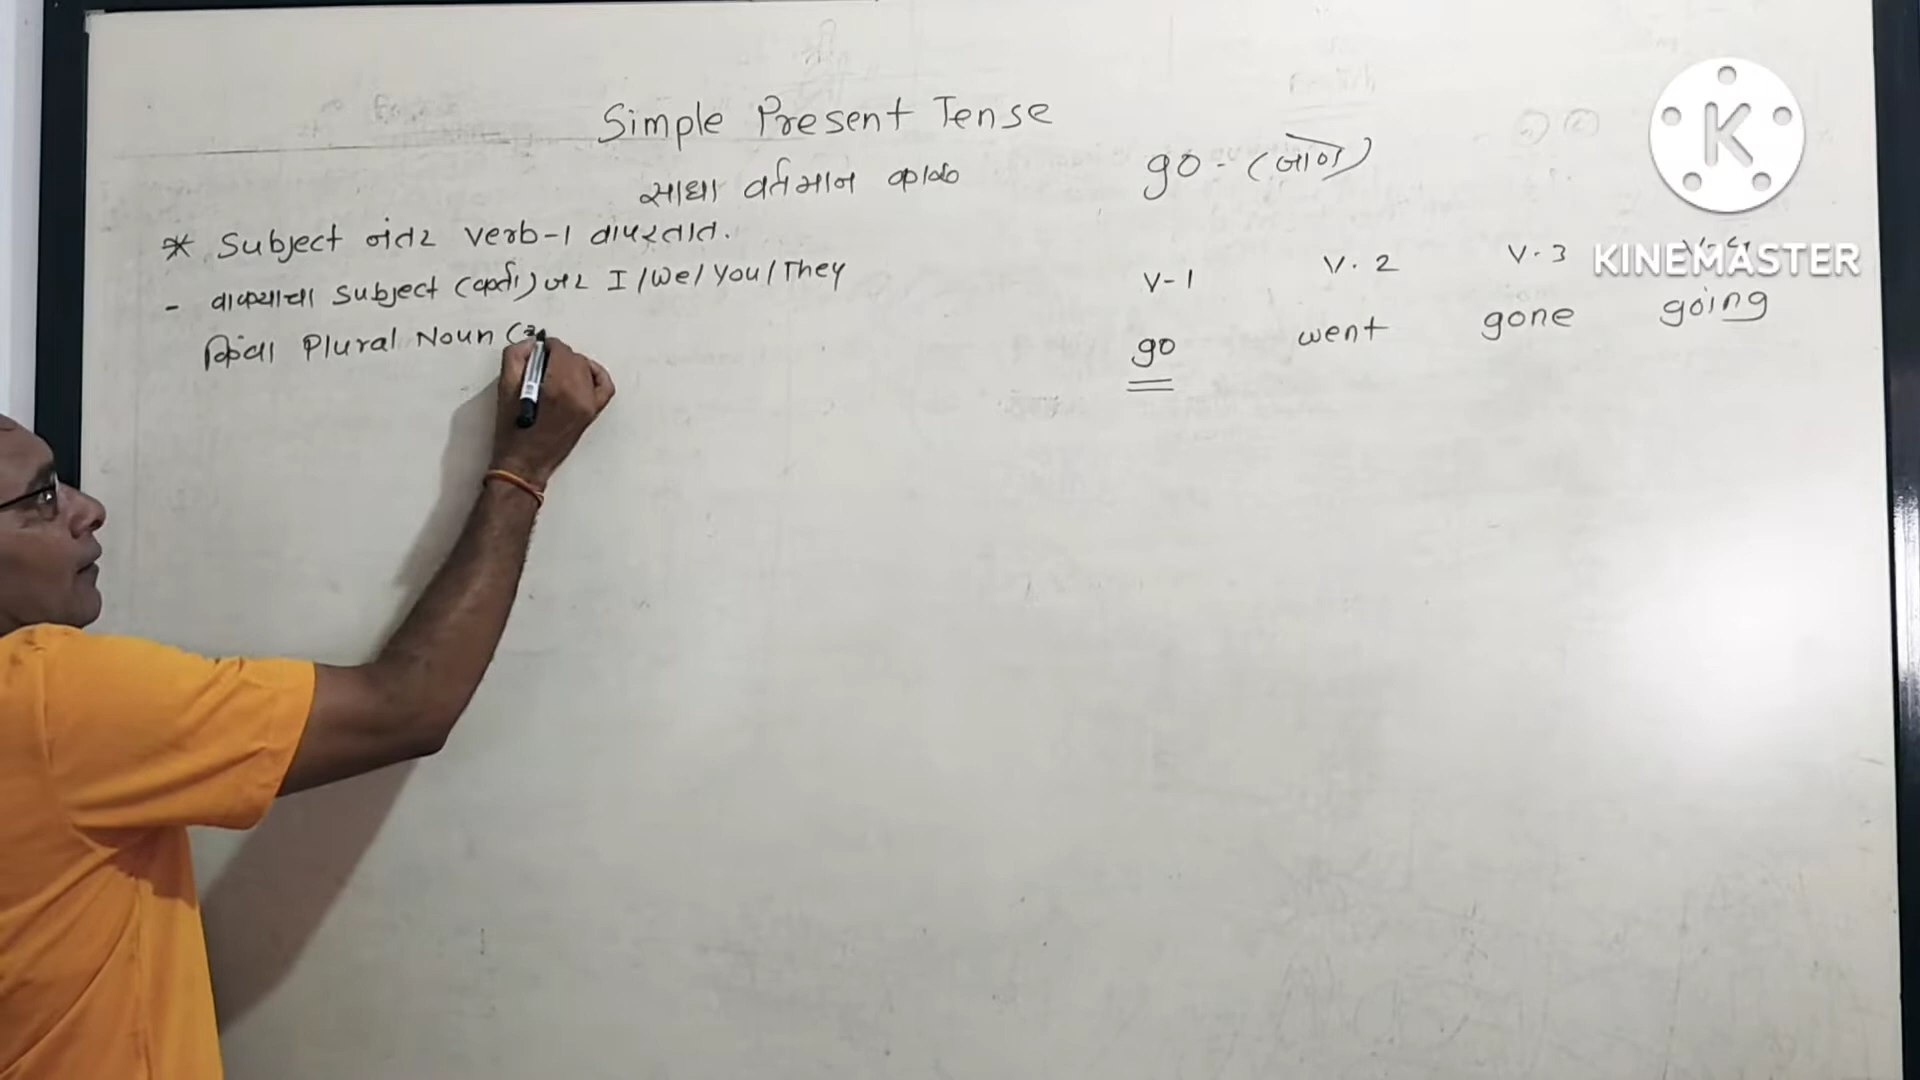 Simple Present Tense
साधा वर्तमान काळ
* Subject नंतर verb-1 वापरतात.
- वाक्याचा subject (कर्ता) जर I/We/You/They
किंवा Plural Noun (अ
go - (जाणे)
V-1 V.2 V.3
go went gone going
KINEMASTER